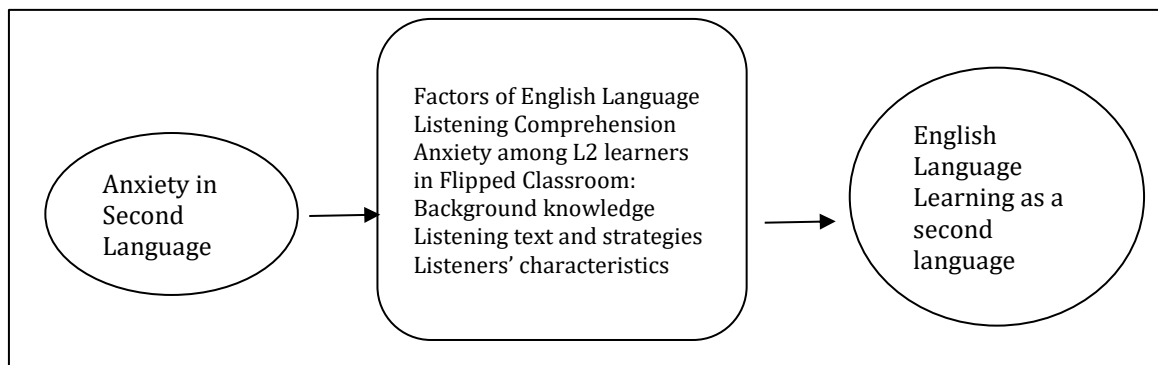 Anxiety in
Second
Language
Factors of English Language
Listening Comprehension
Anxiety among L2 learners
in Flipped Classroom:
Background knowledge
Listening text and strategies
Listeners’ characteristics
English
Language
Learning as a
second
language